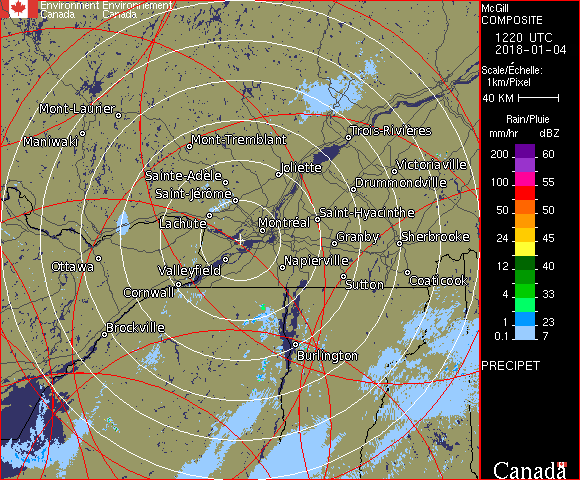 Environment Environnement
Canada Canada
McGill
COMPOSITE
1220 UTC
2018-01-04
Scale/Échelle:
1km/Pixel
40 KM
Rain/Pluie
mm/hr dBZ
200 60
155
100 55
50 50
24 45
12 40
4 33
2
1 23
0.1 7
PRECIPET
Canada
Mont-Laurier
Maniwaki
Mont-Tremblant
Trois-Rivières
Joliette
Victoriaville
Sainte-Adèle
Drummondville
Saint-Jérôme
Saint-Hyacinthe
Lachute
Montréal
Granby
Sherbrooke
Ottawa
Valleyfield
Napierville
Coaticook
Cornwall
Sutton
Brockville
Burlington